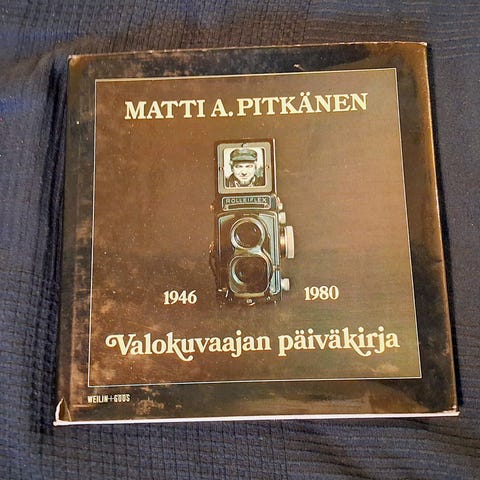 MATTI A. PITKÄNEN
ROLLEIFLEX
1946 1980
Valokuvaajan päiväkirja
WEILIN+GÖÖS